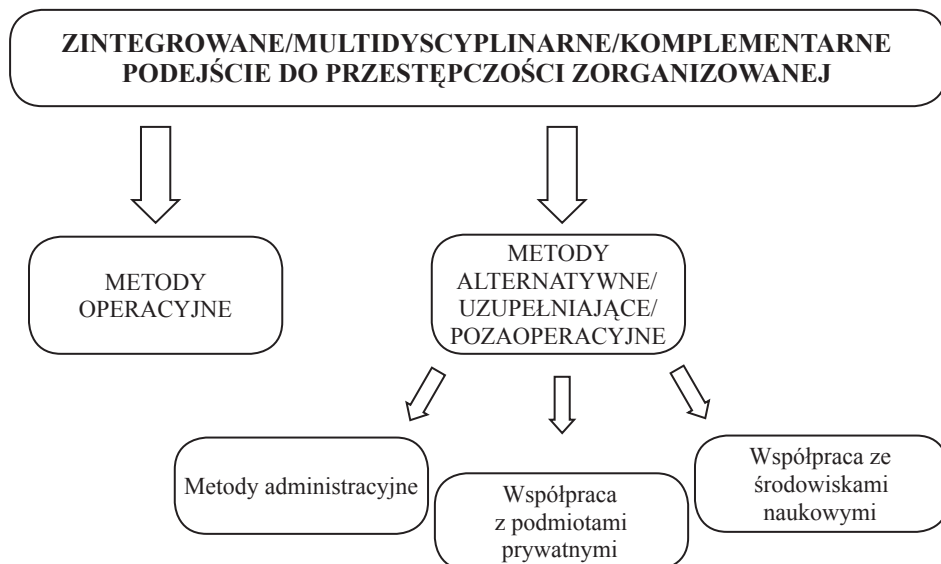 ZINTEGROWANE/MULTIDYSCYPLINARNE/KOMPLEMENTARNE
PODEJŚCIE DO PRZESTĘPCZOŚCI ZORGANIZOWANEJ
METODY
OPERACYJNE
METODY
ALTERNATYWNE/
UZUPEŁNIAJĄCE/
POZAOPERACYJNE
Metody administracyjne
Współpraca
z podmiotami
prywatnymi
Współpraca ze
środowiskami
naukowymi